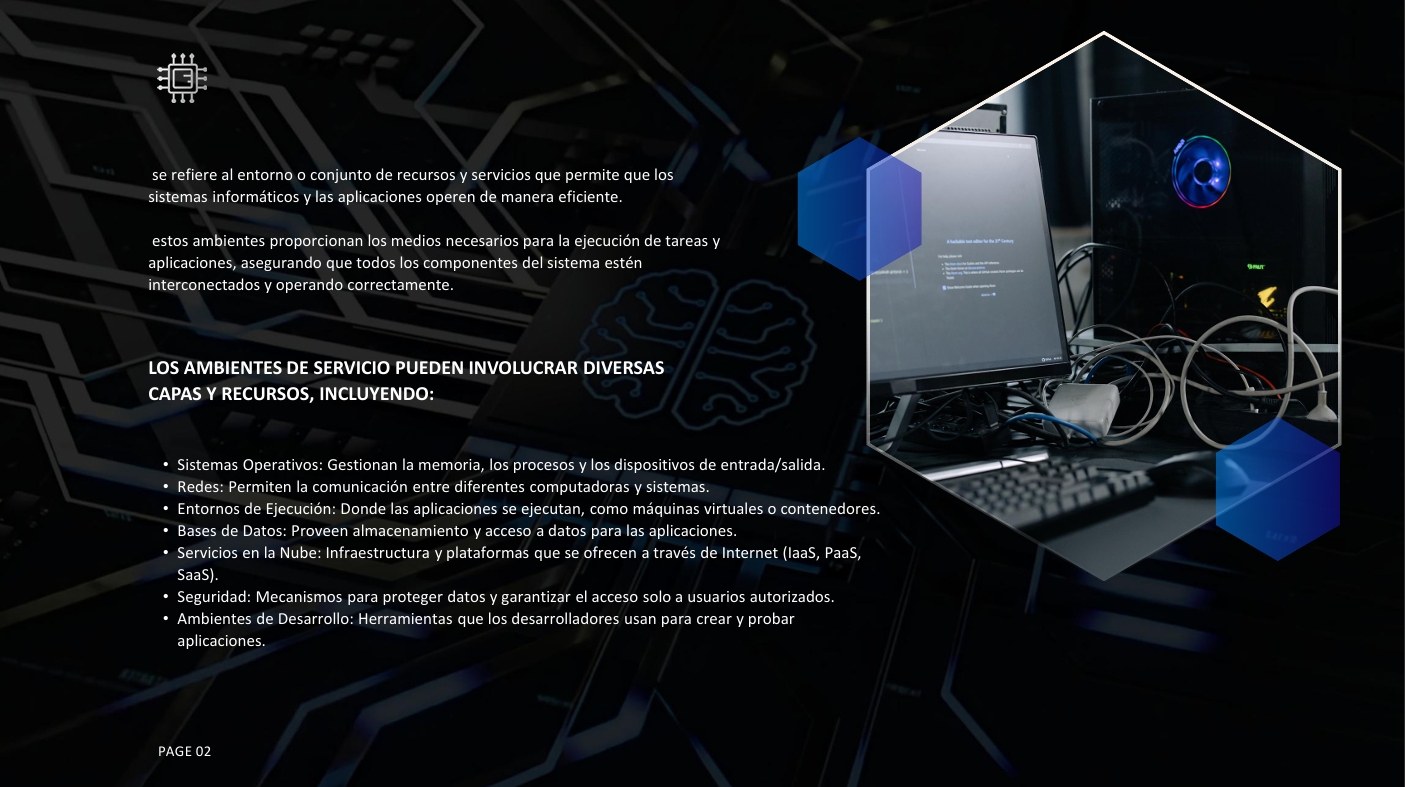 se refiere al entorno o conjunto de recursos y servicios que permite que los
sistemas informáticos y las aplicaciones operen de manera eficiente.
estos ambientes proporcionan los medios necesarios para la ejecución de tareas y
aplicaciones, asegurando que todos los componentes del sistema estén
interconectados y operando correctamente.
LOS AMBIENTES DE SERVICIO PUEDEN INVOLUCRAR DIVERSAS
CAPAS Y RECURSOS, INCLUYENDO:
• Sistemas Operativos: Gestionan la memoria, los procesos y los dispositivos de entrada/salida.
• Redes: Permiten la comunicación entre diferentes computadoras y sistemas.
• Entornos de Ejecución: Donde las aplicaciones se ejecutan, como máquinas virtuales o contenedores.
• Bases de Datos: Proveen almacenamiento y acceso a datos para las aplicaciones.
• Servicios en la Nube: Infraestructura y plataformas que se ofrecen a través de Internet (IaaS, PaaS,
SaaS).
• Seguridad: Mecanismos para proteger datos y garantizar el acceso solo a usuarios autorizados.
• Ambientes de Desarrollo: Herramientas que los desarrolladores usan para crear y probar
aplicaciones.
A hackable text editor for the 21st Century
PAGE 02